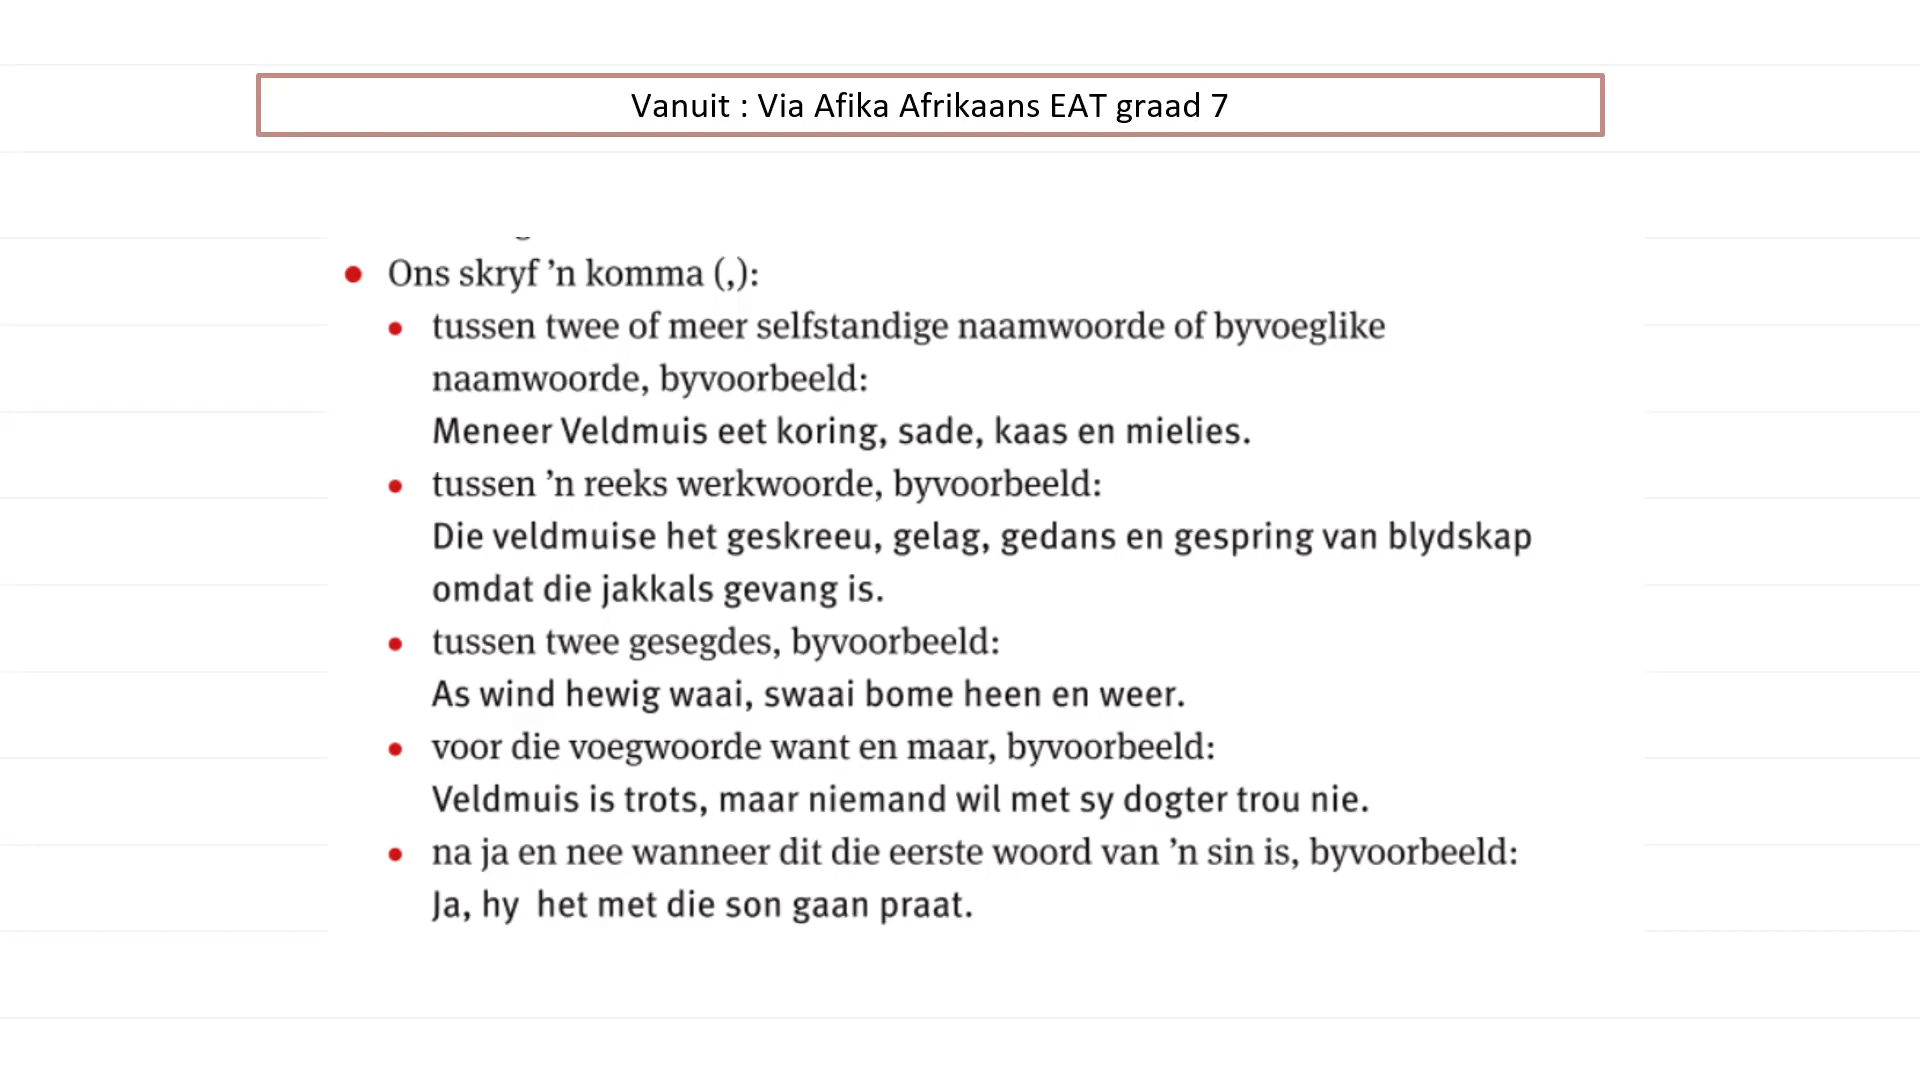 Vanuit : Via Afika Afrikaans EAT graad 7
Ons skryf ’n komma (,):
tussen twee of meer selfstandige naamwoorde of byvoeglike
naamwoorde, byvoorbeeld:
Meneer Veldmuis eet koring, sade, kaas en mielies.
tussen ’n reeks werkwoorde, byvoorbeeld:
Die veldmuise het geskreeu, gelag, gedans en gespring van blydskap
omdat die jakkals gevang is.
tussen twee gesegdes, byvoorbeeld:
As wind hewig waai, swaai bome heen en weer.
voor die voegwoorde want en maar, byvoorbeeld:
Veldmuis is trots, maar niemand wil met sy dogter trou nie.
na ja en nee wanneer dit die eerste woord van ’n sin is, byvoorbeeld:
Ja, hy het met die son gaan praat.